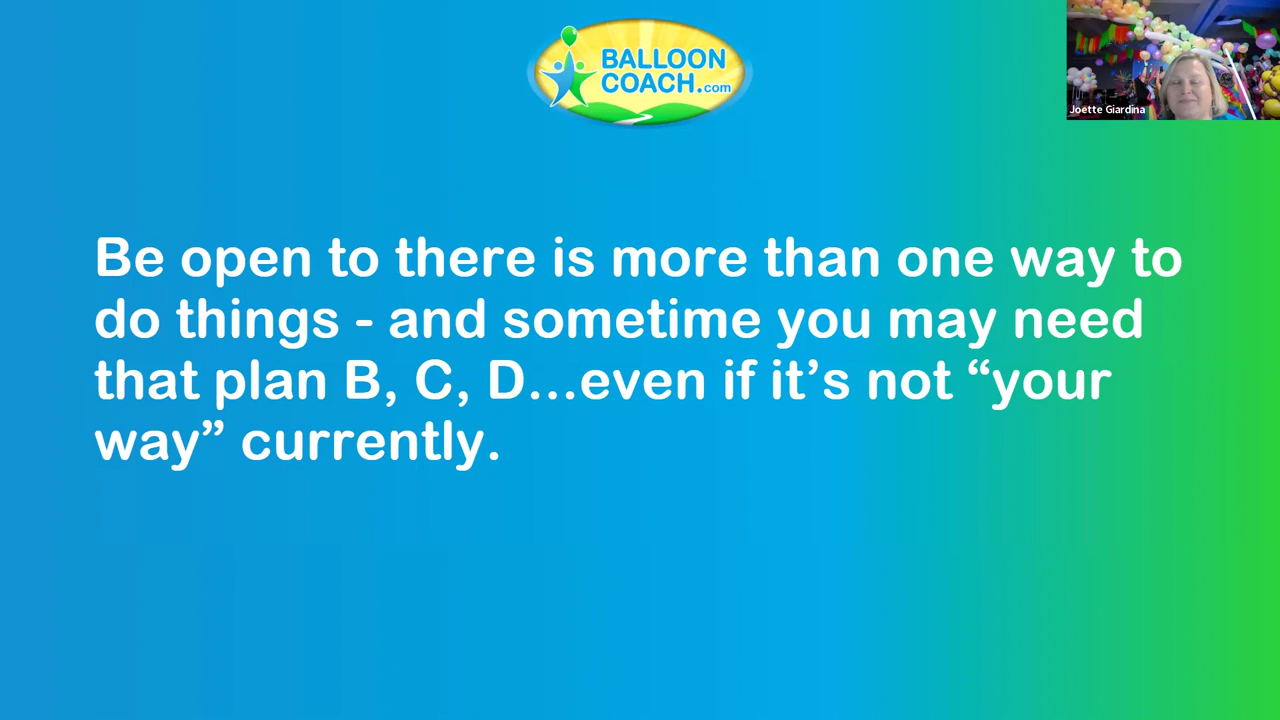 BALLOON
COACH.com
Joette Giardina
Be open to there is more than one way to
do things - and sometime you may need
that plan B, C, D...even if it’s not “your
way” currently.